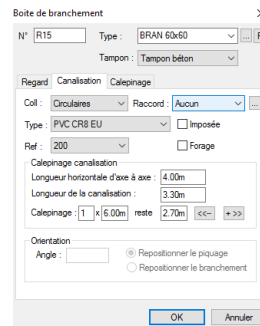 Boite de branchement
N° R15 Type : BRAN 60x60 ...
Tampon : Tampon béton
Regard Canalisation Calepinage
Coll : Circulaires Raccord : Aucun ...
Type : PVC CR8 EU Imposée
Ref : 200 Forage
Calepinage canalisation
Longueur horizontale d'axe à axe : 4.00m
Longueur de la canalisation : 3.30m
Calepinage : 1 x 6.00m reste 2.70m <<-- + >>
Orientation
Angle : Repositionner le piquage
Repositionner le branchement
OK Annuler